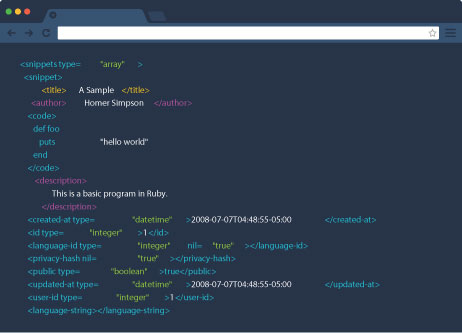 <snippets type= "array" >
<snippet>
<title> A Sample </title>
<author> Homer Simpson </author>
<code>
def foo
puts "hello world"
end
</code>
<description>
This is a basic program in Ruby.
</description>
<created-at type= "datetime" >2008-07-07T04:48:55-05:00 </created-at>
<id type= "integer" >1</id>
<language-id type= "integer" nil= "true" ></language-id>
<privacy-hash nil= "true" ></privacy-hash>
<public type= "boolean" >true</public>
<updated-at type= "datetime" >2008-07-07T04:48:55-05:00 </updated-at>
<user-id type= "integer" >1</user-id>
<language-string></language-string>